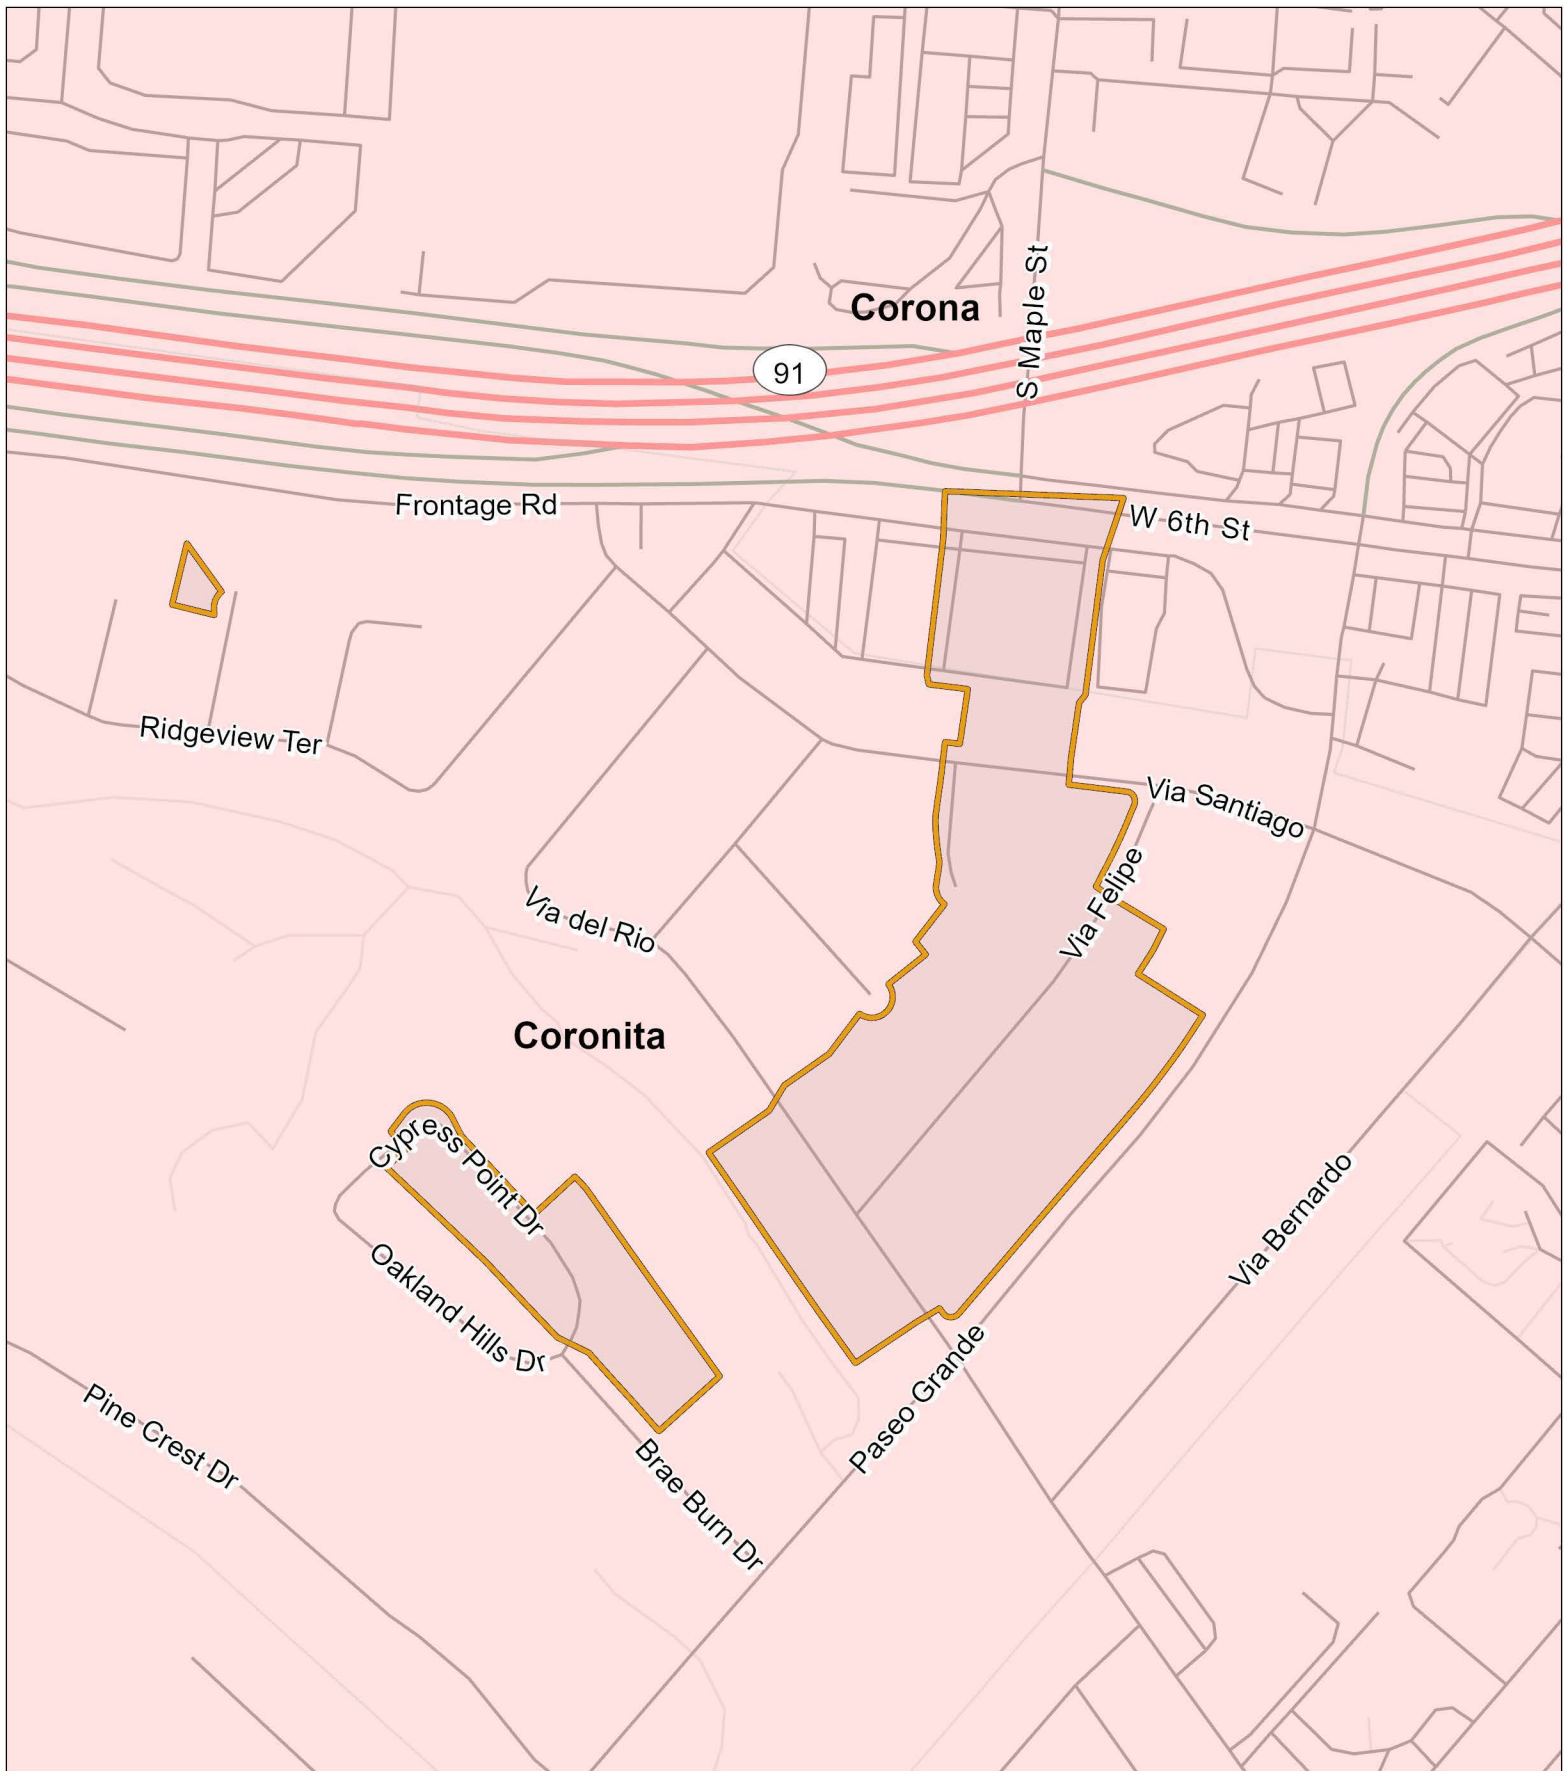 S Maple St
Corona
91
Frontage Rd
W 6th St
Ridgeview Ter
Via Santiago
Via Felipe
Via del Rio
Coronita
Cypress Point Dr
Via Bernardo
Oakland Hills Dr
Paseo Grande
Pine Crest Dr
Brae Burn Dr